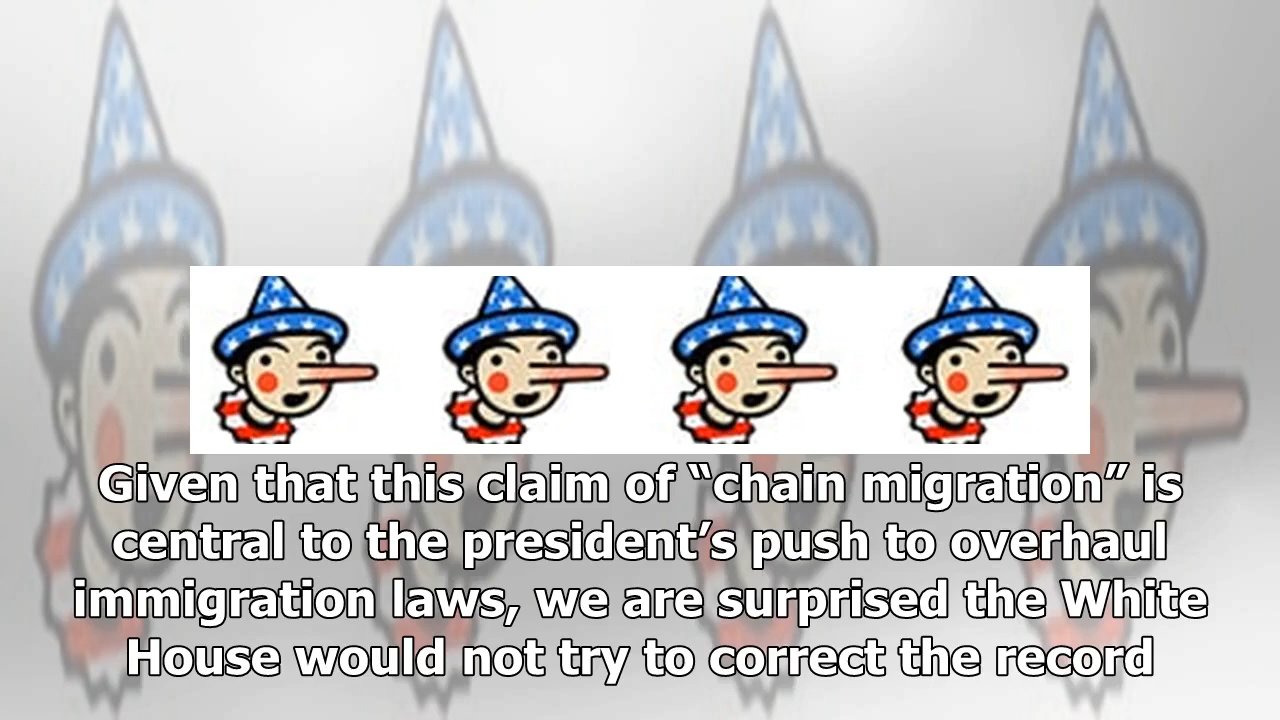 Given that this claim of “chain migration” is
central to the president’s push to overhaul
immigration laws, we are surprised the White
House would not try to correct the record